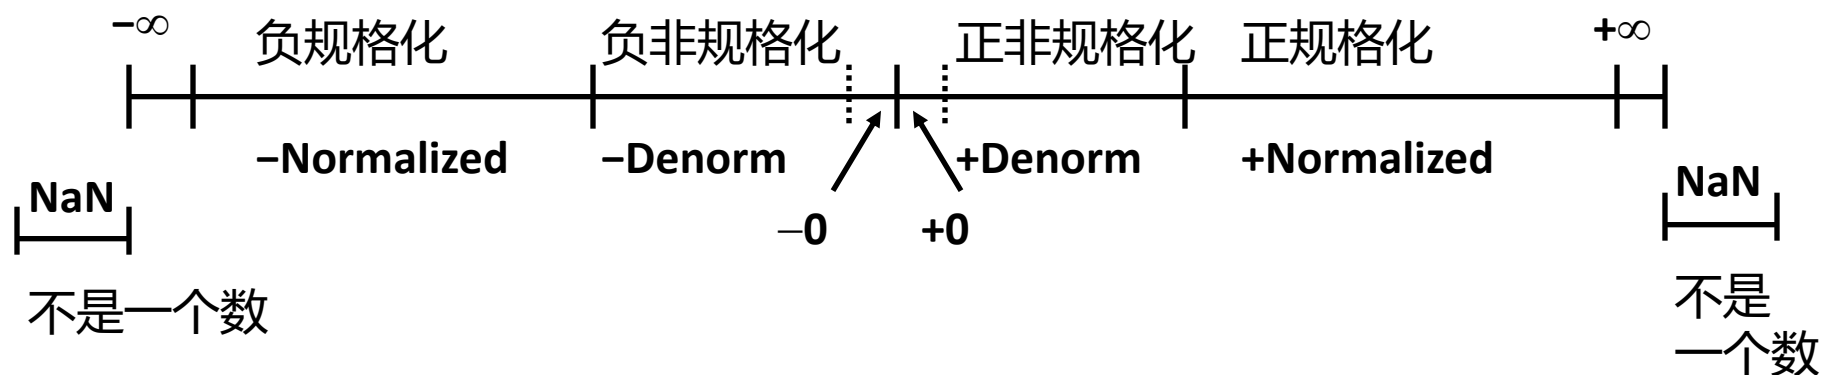 −∞ 负规格化 负非规格化 正非规格化 正规格化 +∞
−Normalized −Denorm +Denorm +Normalized
NaN NaN
−0 +0
不是一个数 不是
一个数